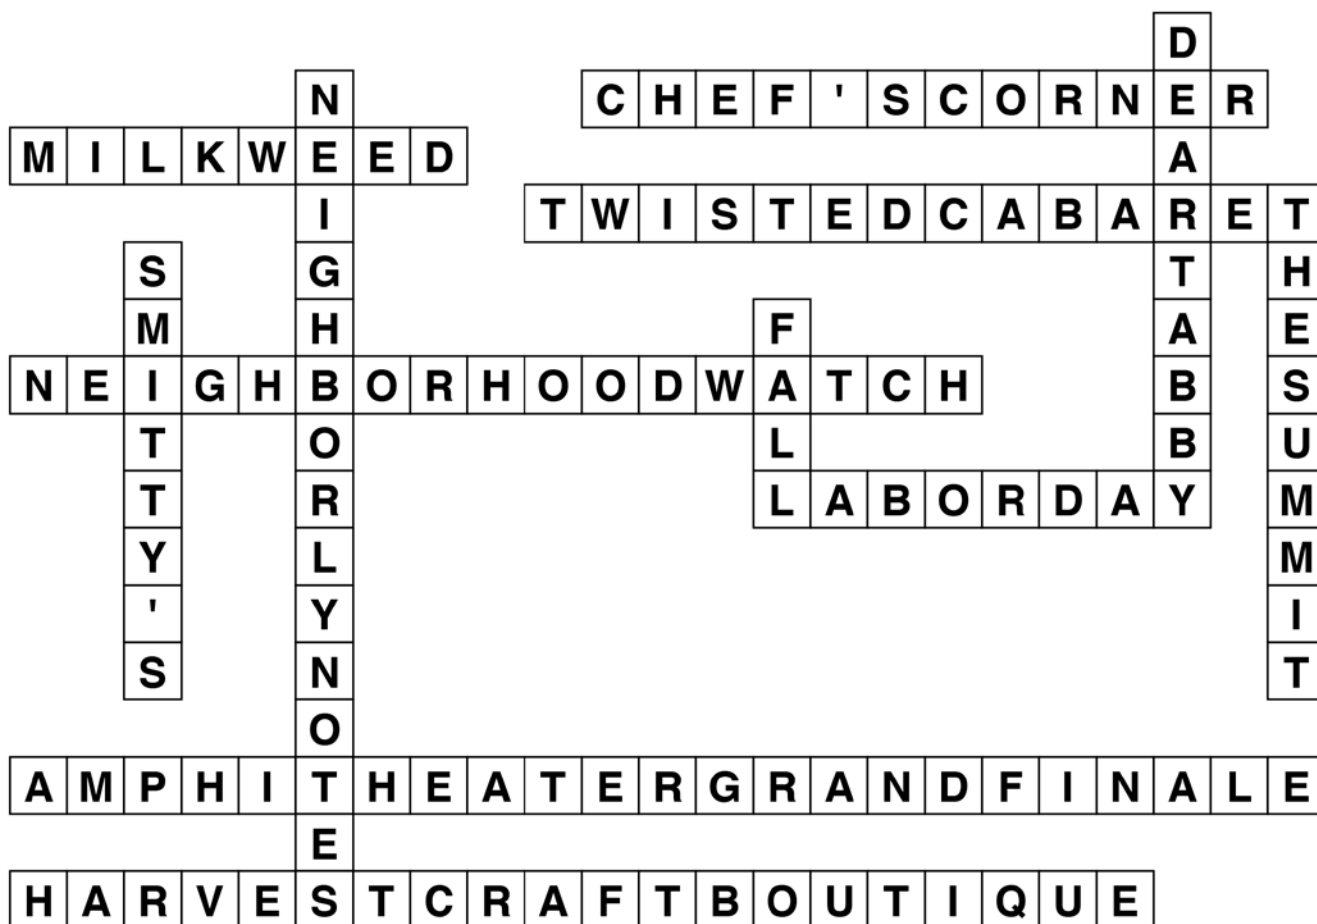 CHEF'SCORNER
MILKWEED
TWISTEDCABARET
NEIGHBORHOODWATCH
LABORDAY
AMPHITHEATERGRANDFINALE
HARVESTCRAFTBOUTIQUE
DEARTABBY
NEIGHBORLYNOTES
SMITTY'S
FALL
THESUMMIT